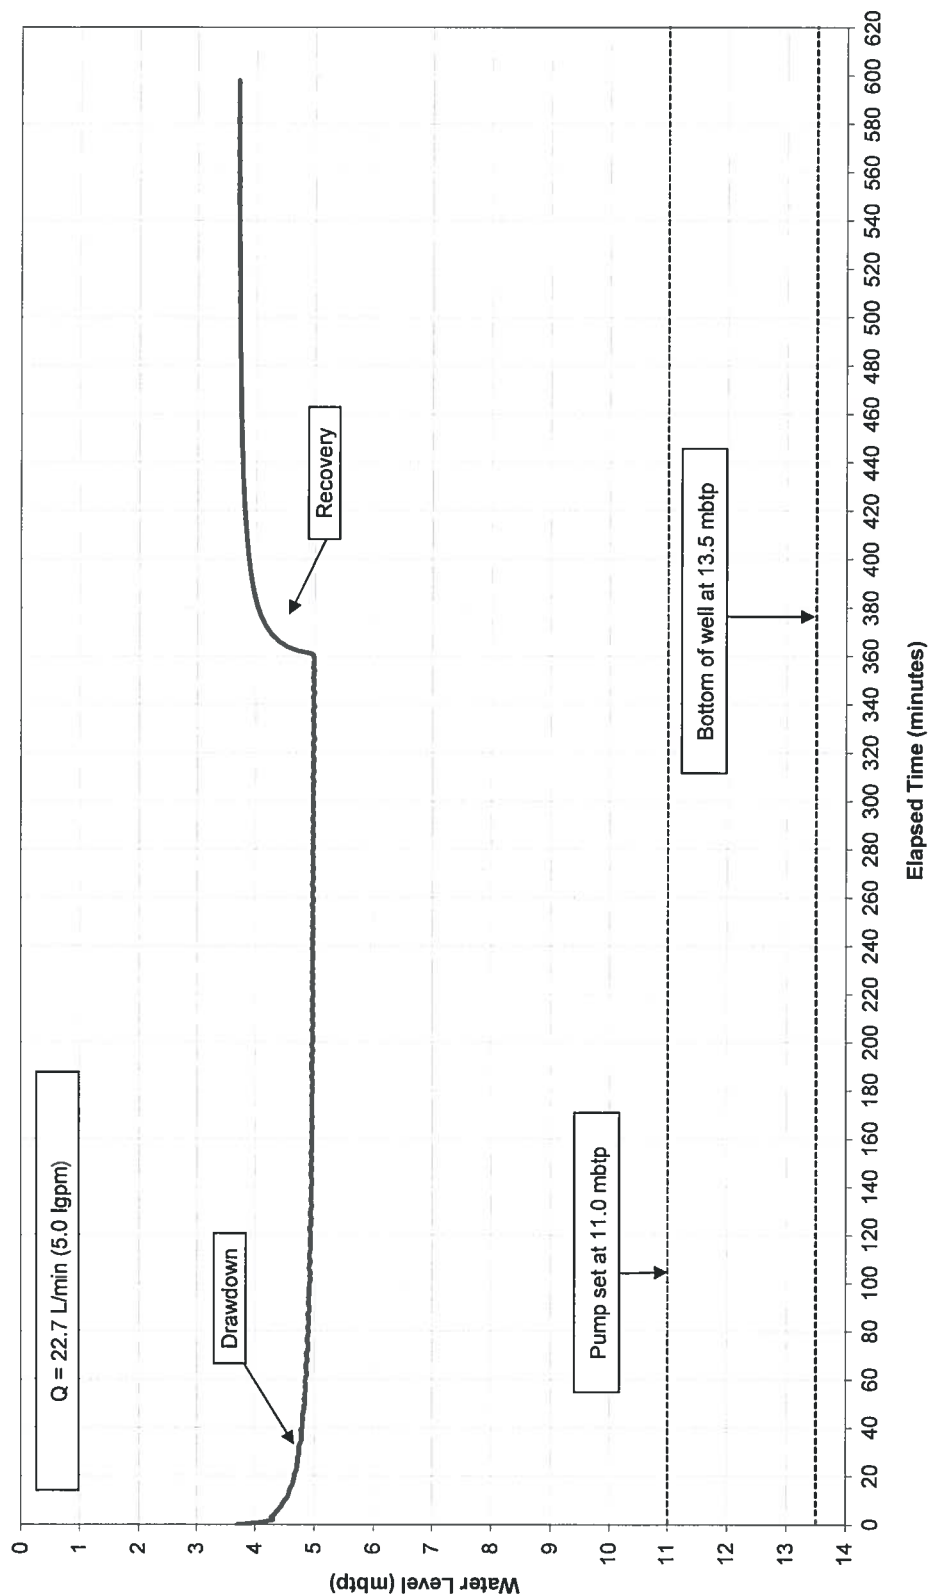 Q = 22.7 L/min (5.0 Igpm)
Drawdown
Recovery
Pump set at 11.0 mbtp
Bottom of well at 13.5 mbtp
Water Level (mbtp)
0
1
2
3
4
5
6
7
8
9
10
11
12
13
14
0 20 40 60 80 100 120 140 160 180 200 220 240 260 280 300 320 340 360 380 400 420 440 460 480 500 520 540 560 580 600 620
Elapsed Time (minutes)